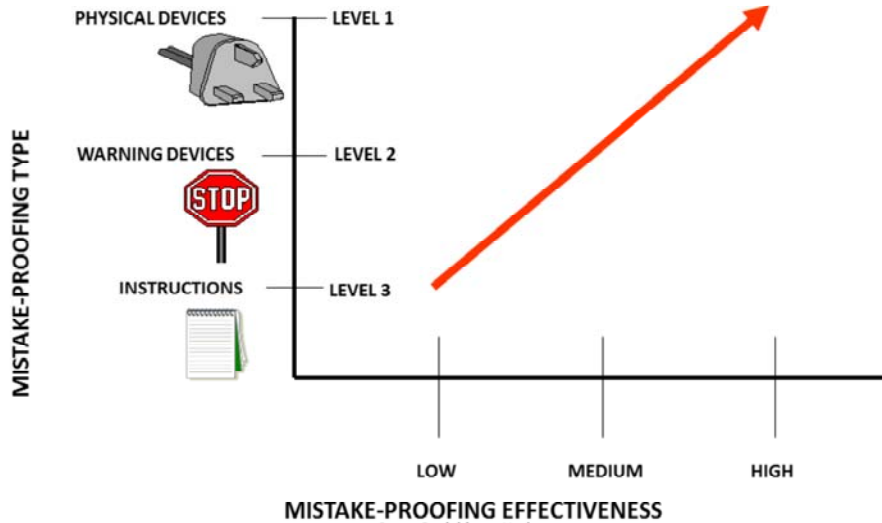 PHYSICAL DEVICES
LEVEL 1
WARNING DEVICES
LEVEL 2
STOP
INSTRUCTIONS
LEVEL 3
MISTAKE-PROOFING TYPE
LOW
MEDIUM
HIGH
MISTAKE-PROOFING EFFECTIVENESS